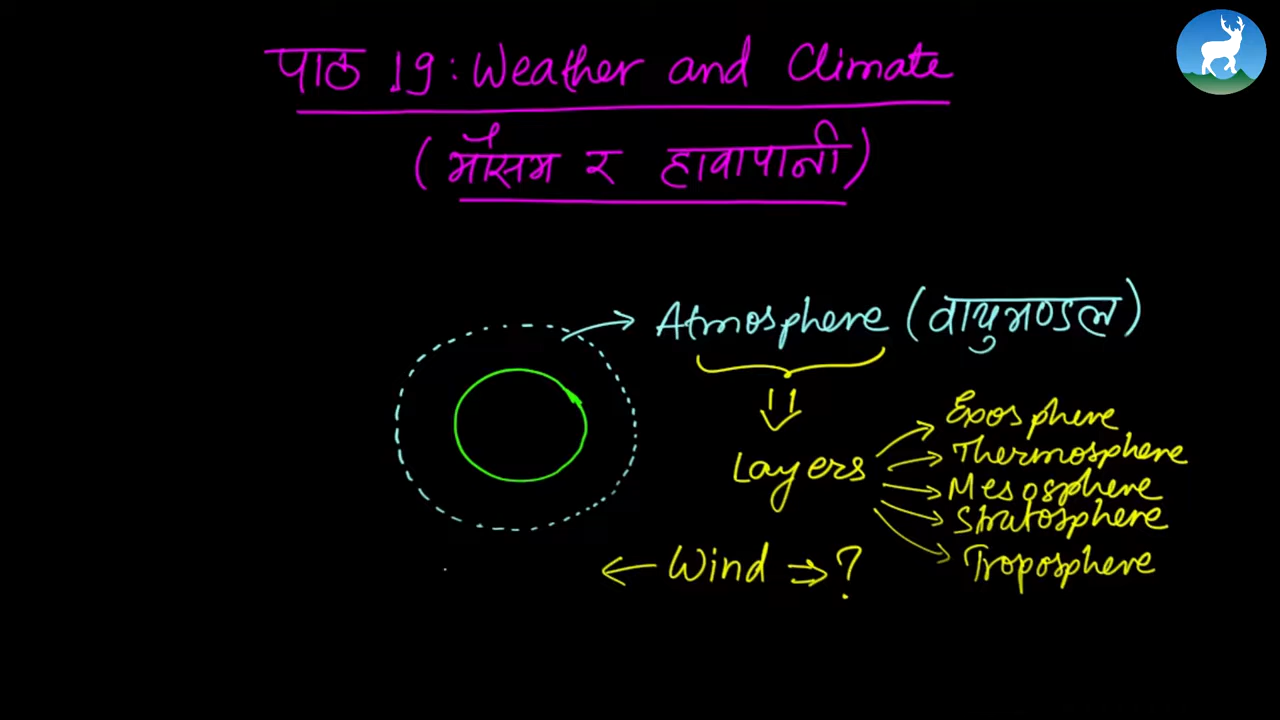 पाठ 19: Weather and Climate
(मौसम र हावापानी)
Atmosphere (वायुमण्डल)
Layers
Exosphere
Thermosphere
Mesosphere
Stratosphere
Troposphere
← Wind ⇒ ?